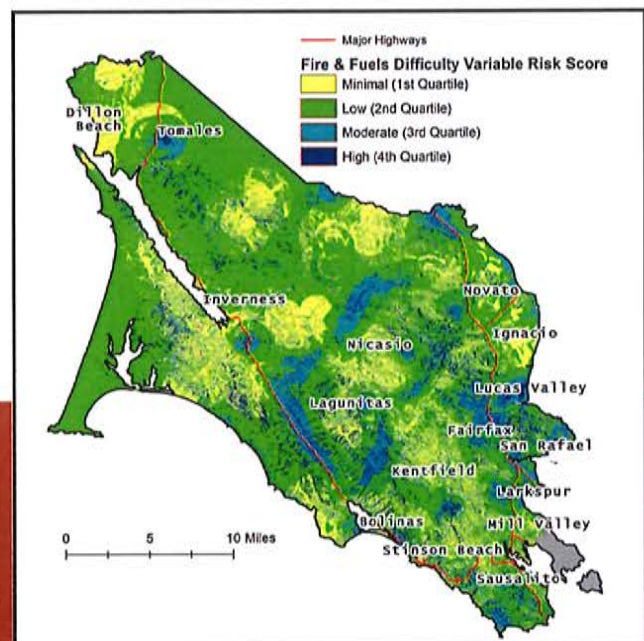 Major Highways
Fire & Fuels Difficulty Variable Risk Score
Minimal (1st Quartile)
Low (2nd Quartile)
Moderate (3rd Quartile)
High (4th Quartile)
Dillon
Beach
Tomales
Inverness
Novato
Ignacio
Nicasio
Lucas Valley
Lagunitas
Fairfax
San Rafael
Kentfield
Larkspur
Bolinas
Mill Valley
Stinson Beach
Sausalito
0 5 10 Miles